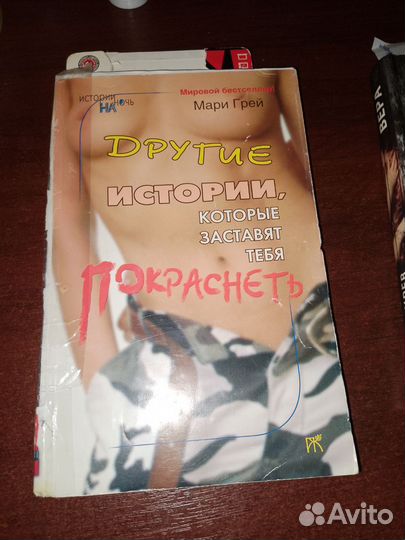 ИСТОРИИ
НА НОЧЬ
Мировой бестселлер
Мари Грей
ДРУГИЕ
ИСТОРИИ,
КОТОРЫЕ
ЗАСТАВЯТ
ТЕБЯ
ПОКРАСНЕТЬ
ВЕРА
Avito